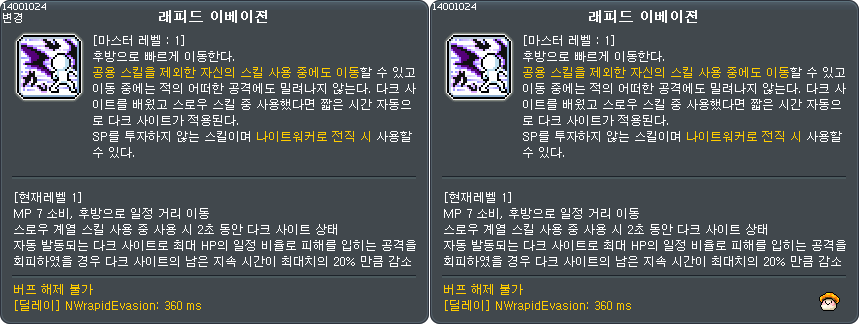 14001024
변경
래피드 이베이젼
[마스터 레벨 : 1]
후방으로 빠르게 이동한다.
공용 스킬을 제외한 자신의 스킬 사용 중에도 이동할 수 있고
이동 중에는 적의 어떠한 공격에도 밀려나지 않는다. 다크 사
이트를 배웠고 스로우 스킬 중 사용했다면 짧은 시간 자동으
로 다크 사이트가 적용된다.
SP를 투자하지 않는 스킬이며 나이트워커로 전직 시 사용할
수 있다.
[현재레벨 1]
MP 7 소비, 후방으로 일정 거리 이동
스로우 계열 스킬 사용 중 사용 시 2초 동안 다크 사이트 상태
자동 발동되는 다크 사이트로 최대 HP의 일정 비율로 피해를 입히는 공격을
회피하였을 경우 다크 사이트의 남은 지속 시간이 최대치의 20% 만큼 감소
버프 해제 불가
[딜레이] NWrapidEvasion: 360 ms
14001024
래피드 이베이젼
[마스터 레벨 : 1]
후방으로 빠르게 이동한다.
공용 스킬을 제외한 자신의 스킬 사용 중에도 이동할 수 있고
이동 중에는 적의 어떠한 공격에도 밀려나지 않는다. 다크 사
이트를 배웠고 스로우 스킬 중 사용했다면 짧은 시간 자동으
로 다크 사이트가 적용된다.
SP를 투자하지 않는 스킬이며 나이트워커로 전직 시 사용할
수 있다.
[현재레벨 1]
MP 7 소비, 후방으로 일정 거리 이동
스로우 계열 스킬 사용 중 사용 시 2초 동안 다크 사이트 상태
자동 발동되는 다크 사이트로 최대 HP의 일정 비율로 피해를 입히는 공격을
회피하였을 경우 다크 사이트의 남은 지속 시간이 최대치의 20% 만큼 감소
버프 해제 불가
[딜레이] NWrapidEvasion: 360 ms